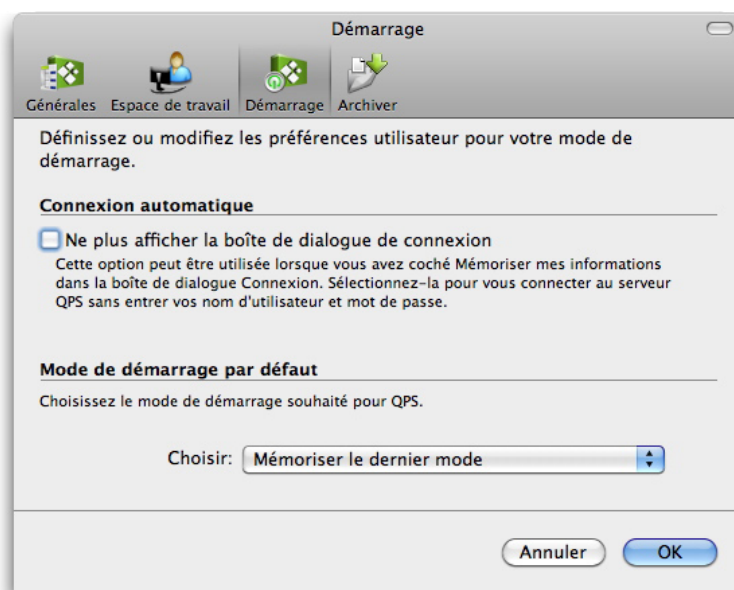 Démarrage
Générales Espace de travail Démarrage Archiver
Définissez ou modifiez les préférences utilisateur pour votre mode de
démarrage.
Connexion automatique
Ne plus afficher la boîte de dialogue de connexion
Cette option peut être utilisée lorsque vous avez coché Mémoriser mes informations
dans la boîte de dialogue Connexion. Sélectionnez-la pour vous connecter au serveur
QPS sans entrer vos nom d'utilisateur et mot de passe.
Mode de démarrage par défaut
Choisissez le mode de démarrage souhaité pour QPS.
Choisir: Mémoriser le dernier mode
Annuler OK